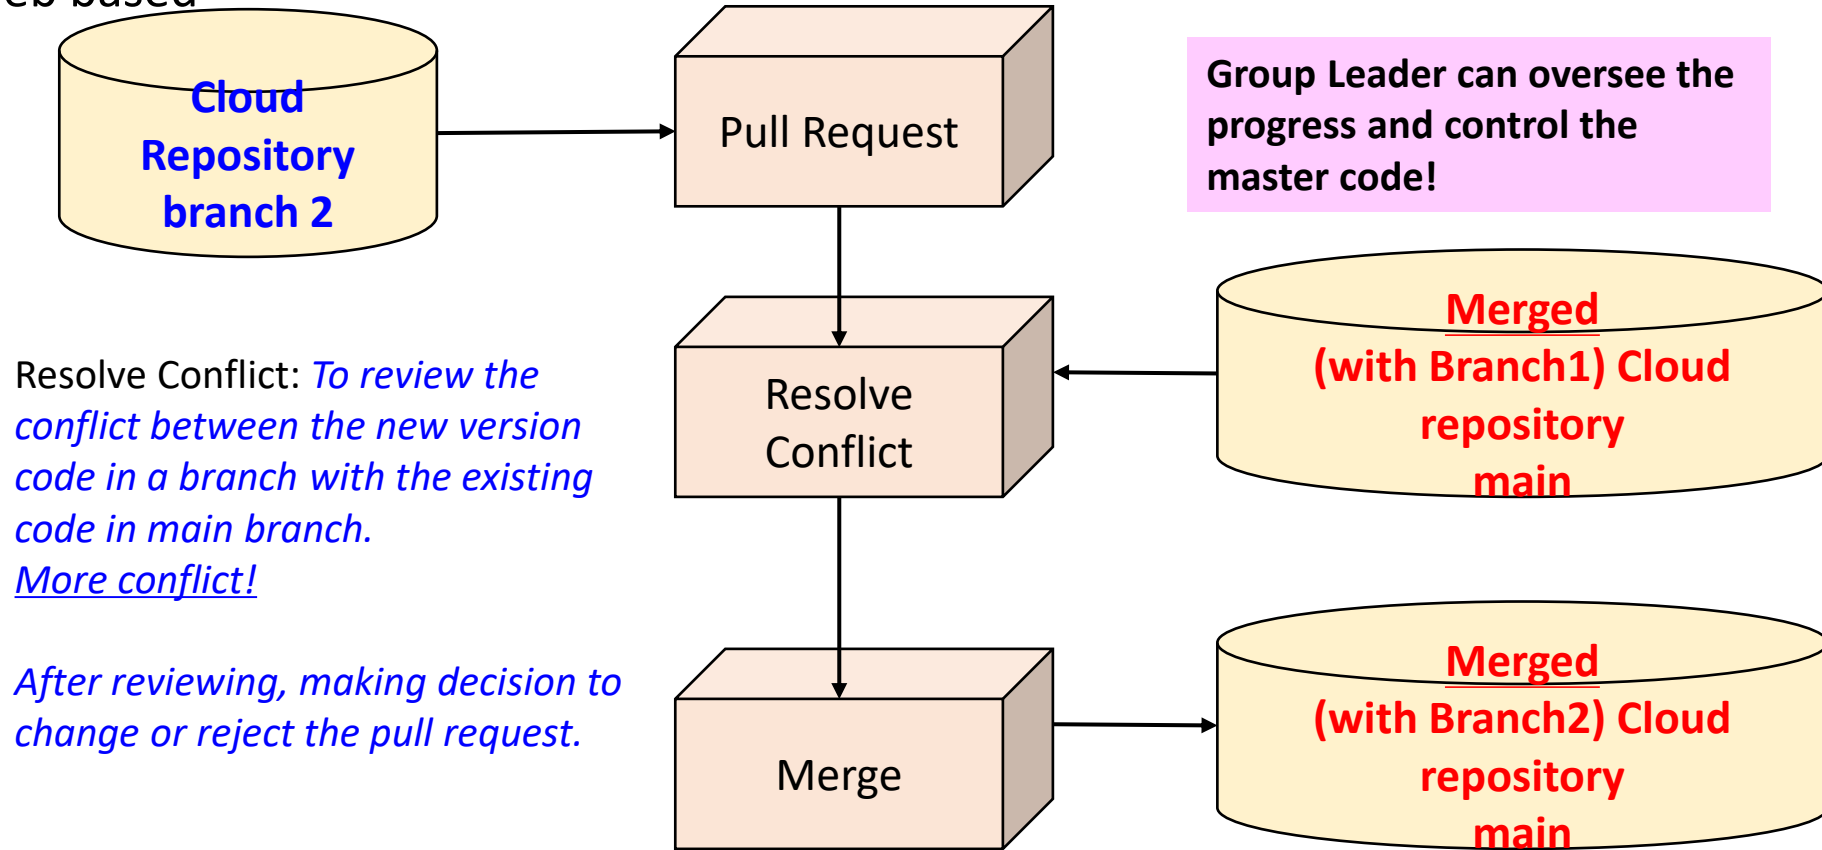 Cloud
Repository
branch 2
Pull Request
Group Leader can oversee the
progress and control the
master code!
Resolve Conflict: To review the
conflict between the new version
code in a branch with the existing
code in main branch.
More conflict!
After reviewing, making decision to
change or reject the pull request.
Resolve
Conflict
Merged
(with Branch1) Cloud
repository
main
Merge
Merged
(with Branch2) Cloud
repository
main